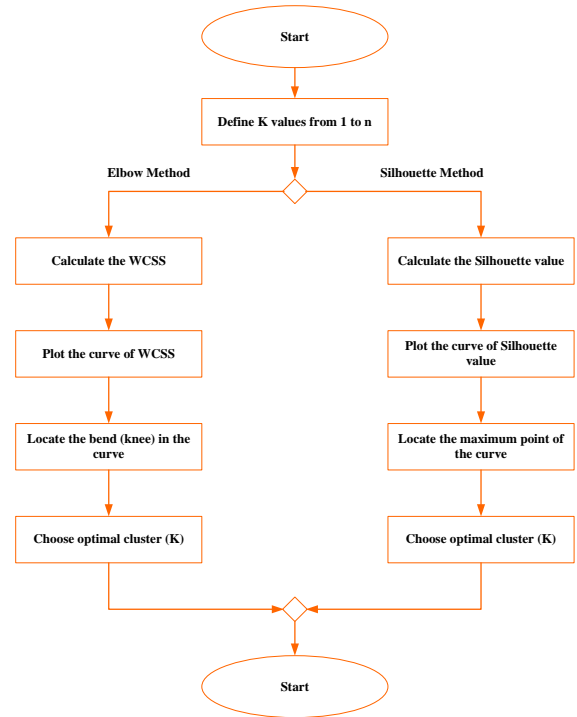 Start
Define K values from 1 to n
Elbow Method
Silhouette Method
Calculate the WCSS
Calculate the Silhouette value
Plot the curve of WCSS
Plot the curve of Silhouette
value
Locate the bend (knee) in the
curve
Locate the maximum point of
the curve
Choose optimal cluster (K)
Choose optimal cluster (K)
Start